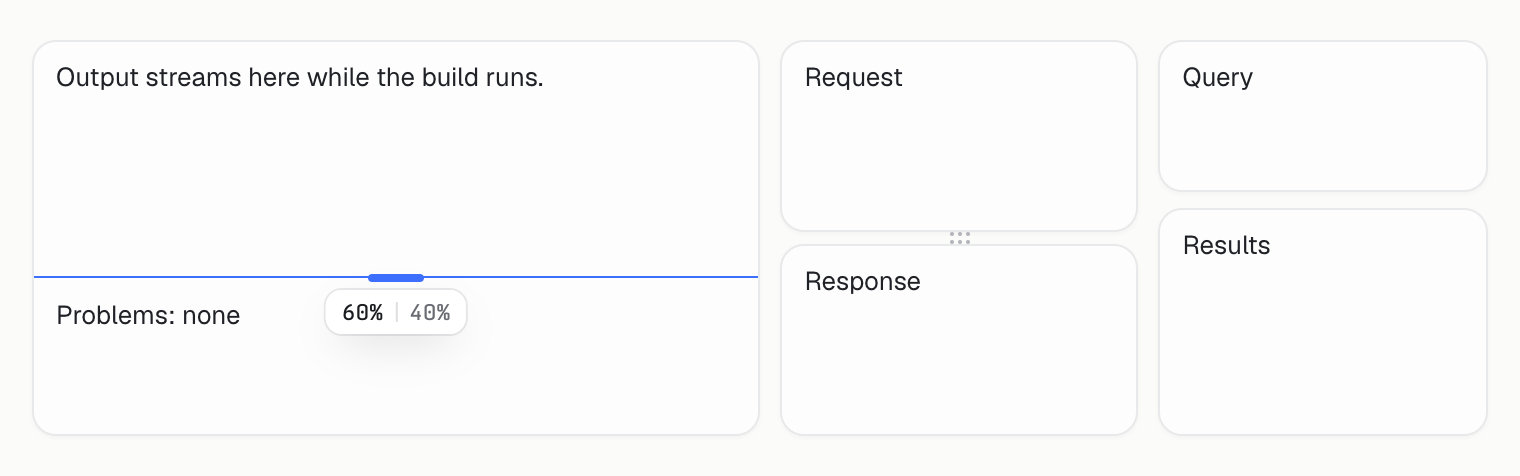 Output streams here while the build runs.
Problems: none
60% | 40%
Request
Response
Query
Results